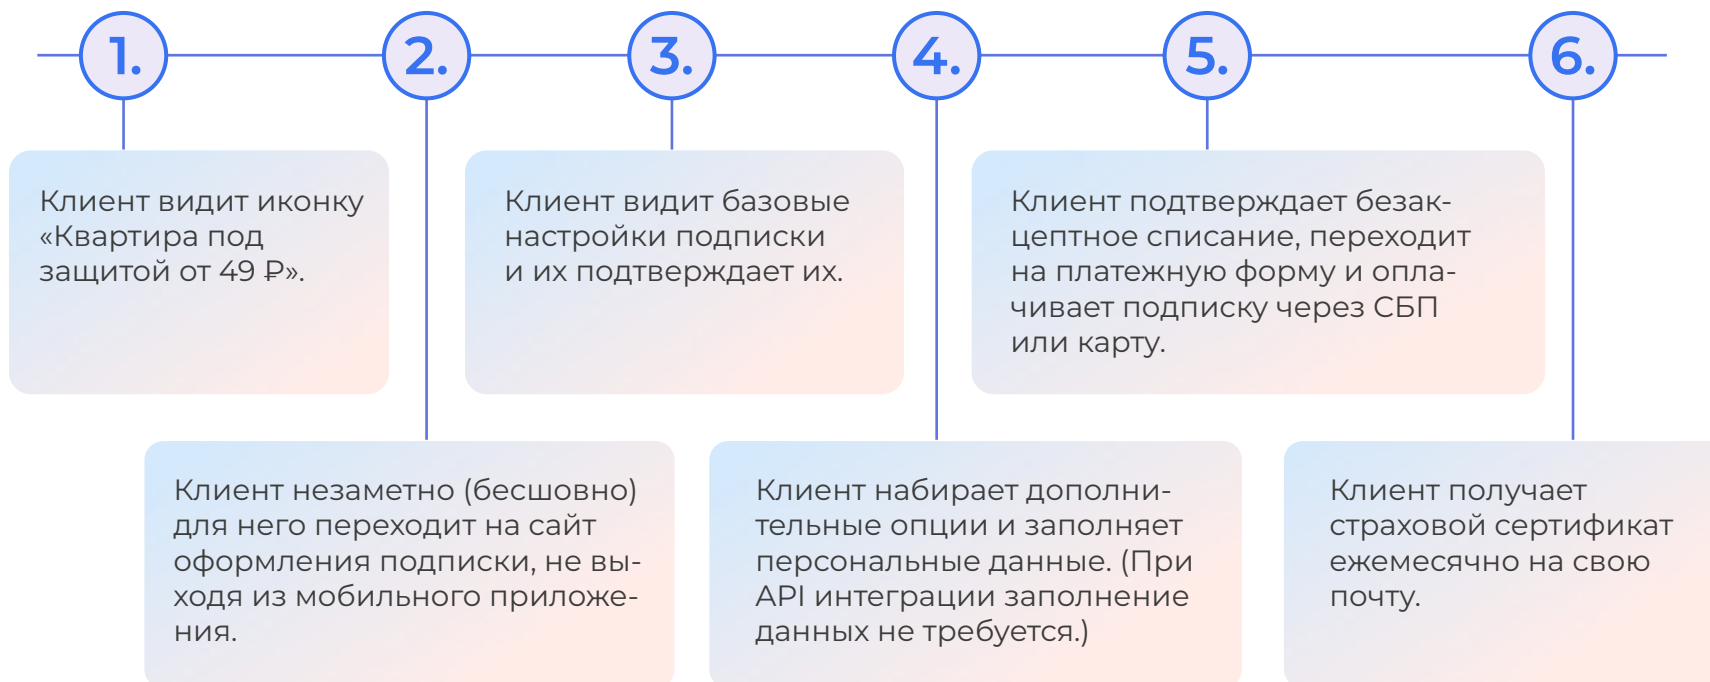 1.
2.
3.
4.
5.
6.
Клиент видит иконку
«Квартира под
защитой от 49 ₽».
Клиент незаметно (бесшовно)
для него переходит на сайт
оформления подписки, не вы-
ходя из мобильного приложе-
ния.
Клиент видит базовые
настройки подписки
и их подтверждает их.
Клиент набирает дополни-
тельные опции и заполняет
персональные данные. (При
API интеграции заполнение
данных не требуется.)
Клиент подтверждает безак-
цептное списание, переходит
на платежную форму и опла-
чивает подписку через СБП
или карту.
Клиент получает
страховой сертификат
ежемесячно на свою
почту.